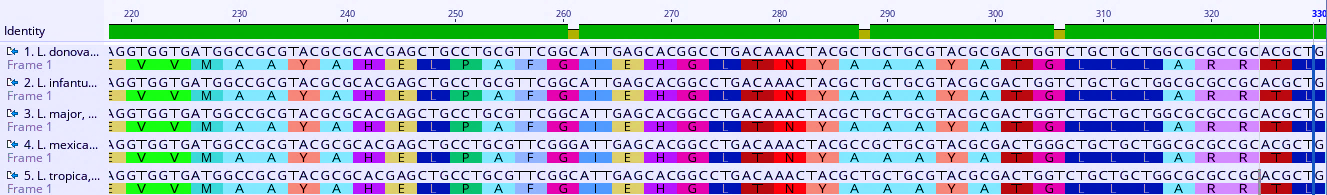 220 230 240 250 260 270 280 290 300 310 320 330
Identity
1. L. donova... AGGTGGTGATGGCCGCGTACGCGCACGAGCTGCCTGCGTTCGGCATTGAGCACGGCCTGACAAACTACGCTGCTGCGTACGCGACTGGTCTGCTGCTGGCGCGCCGCACGCTG
Frame 1 E V V M A A Y A H E L P A F G I E H G L T N Y A A A Y A T G L L L A R R T L
2. L. infantu... AGGTGGTGATGGCCGCGTACGCGCACGAGCTGCCTGCGTTCGGCATTGAGCACGGCCTGACAAACTACGCTGCTGCGTACGCGACTGGTCTGCTGCTGGCGCGCCGCACGCTG
Frame 1 E V V M A A Y A H E L P A F G I E H G L T N Y A A A Y A T G L L L A R R T L
3. L. major, ... AGGTGGTGATGGCCGCGTACGCGCACGAGCTGCCTGCGTTCGGCATTGAGCACGGCCTGACAAACTACGCTGCTGCGTACGCGACTGGTCTGCTGCTGGCGCGCCGCACGCTG
Frame 1 E V V M A A Y A H E L P A F G I E H G L T N Y A A A Y A T G L L L A R R T L
4. L. mexica... AGGTGGTGATGGCCGCGTACGCGCACGAGCTGCCTGCGTTCGGGATTGAGCACGGCCTGACAAACTACGCCGCTGCGTACGCGACTGGGCTGCTGCTGGCGCGCCGCACGCTG
Frame 1 E V V M A A Y A H E L P A F G I E H G L T N Y A A A Y A T G L L L A R R T L
5. L. tropica,... AGGTGGTGATGGCCGCGTACGCGCACGAGCTGCCTGCGTTCGGCATTGAGCACGGCCTGACAAACTACGCTGCTGCGTACGCGACTGGTCTGCTGCTGGCGCGCCGCACGCTG
Frame 1 E V V M A A Y A H E L P A F G I E H G L T N Y A A A Y A T G L L L A R R T L